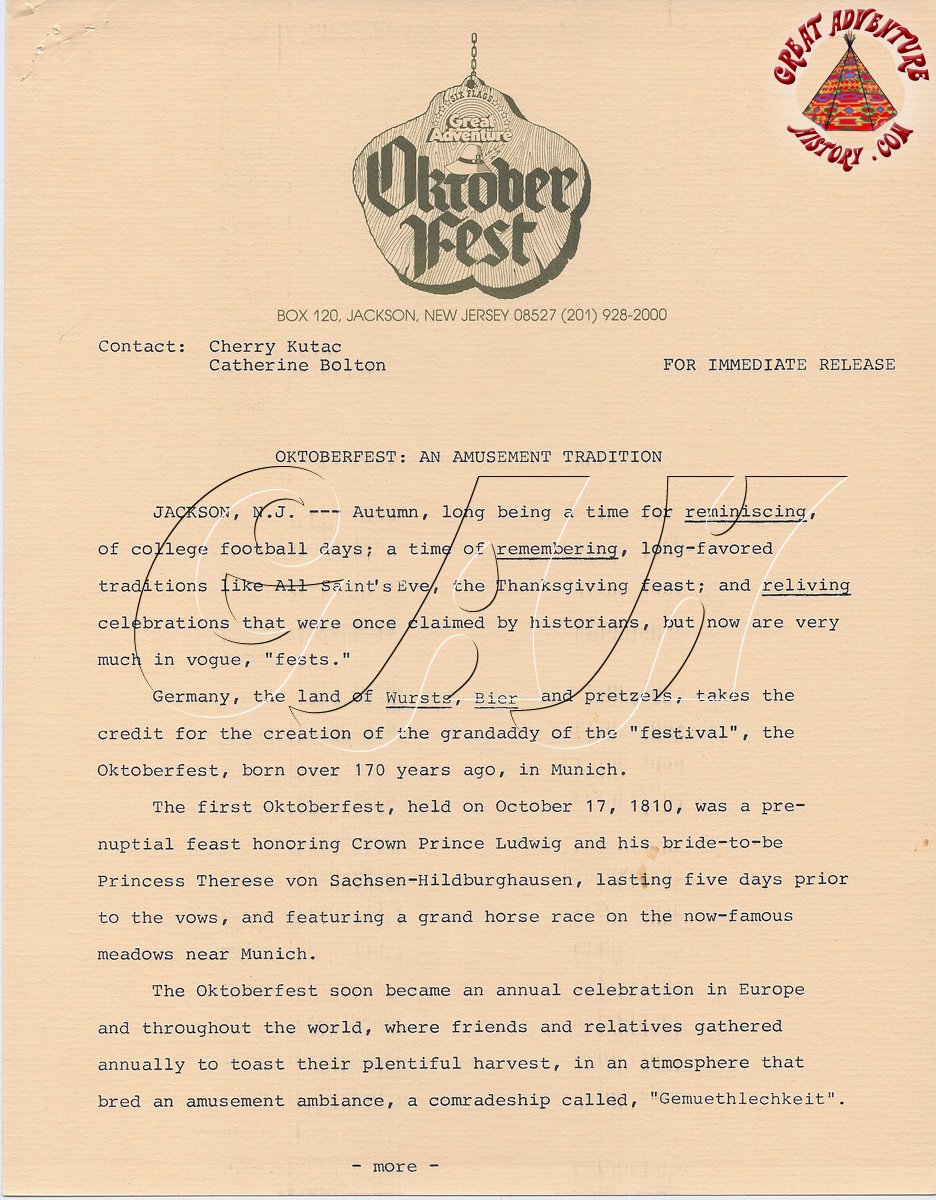 GREAT ADVENTURE
HISTORY.COM
SIX FLAGS
Great
Adventure
Oktober
Fest
BOX 120, JACKSON, NEW JERSEY 08527 (201) 928-2000
Contact: Cherry Kutac
Catherine Bolton FOR IMMEDIATE RELEASE
OKTOBERFEST: AN AMUSEMENT TRADITION
JACKSON, N.J. --- Autumn, long being a time for reminiscing,
of college football days; a time of remembering, long-favored
traditions like All Saint's Eve, the Thanksgiving feast; and reliving
celebrations that were once claimed by historians, but now are very
much in vogue, "fests."
Germany, the land of Wursts, Bier and pretzels, takes the
credit for the creation of the grandaddy of the "festival", the
Oktoberfest, born over 170 years ago, in Munich.
The first Oktoberfest, held on October 17, 1810, was a pre-
nuptial feast honoring Crown Prince Ludwig and his bride-to-be
Princess Therese von Sachsen-Hildburghausen, lasting five days prior
to the vows, and featuring a grand horse race on the now-famous
meadows near Munich.
The Oktoberfest soon became an annual celebration in Europe
and throughout the world, where friends and relatives gathered
annually to toast their plentiful harvest, in an atmosphere that
bred an amusement ambiance, a comradeship called, "Gemuethlechkeit".
- more -
GAH